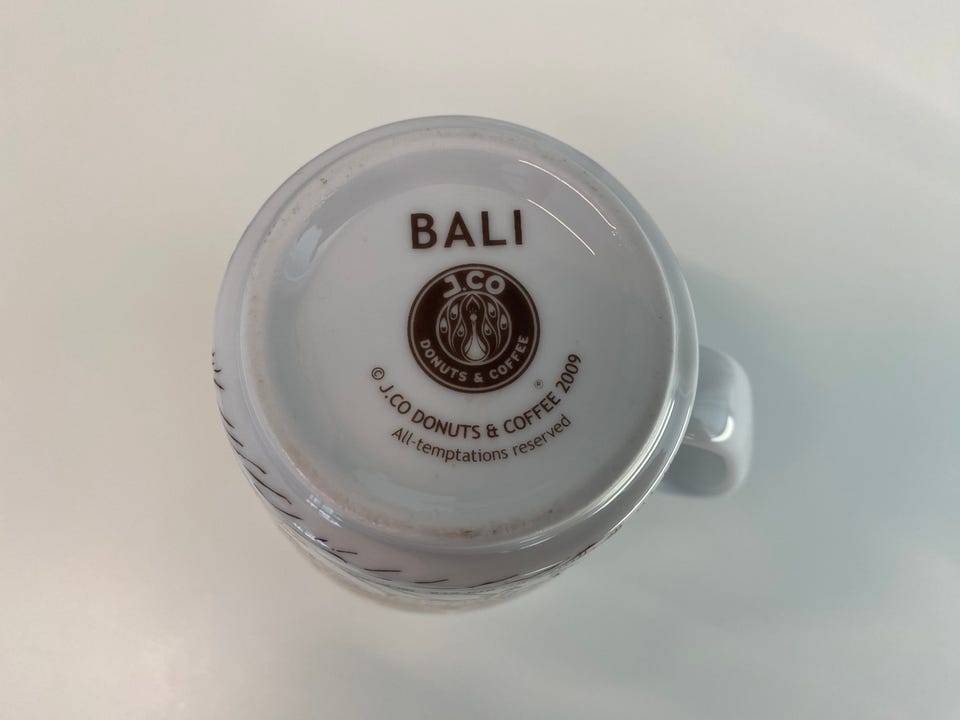 BALI
J.CO
DONUTS & COFFEE
®
© J.CO DONUTS & COFFEE 2009
All-temptations reserved